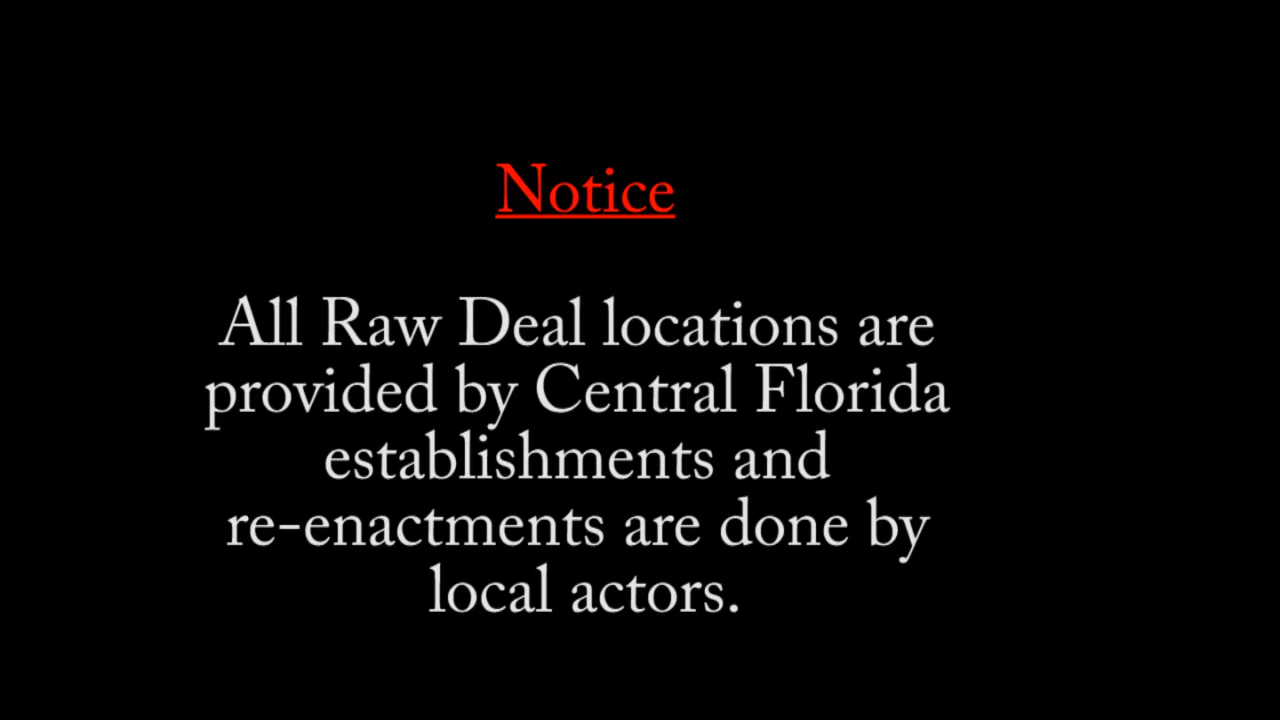 Notice
All Raw Deal locations are
provided by Central Florida
establishments and
re-enactments are done by
local actors.